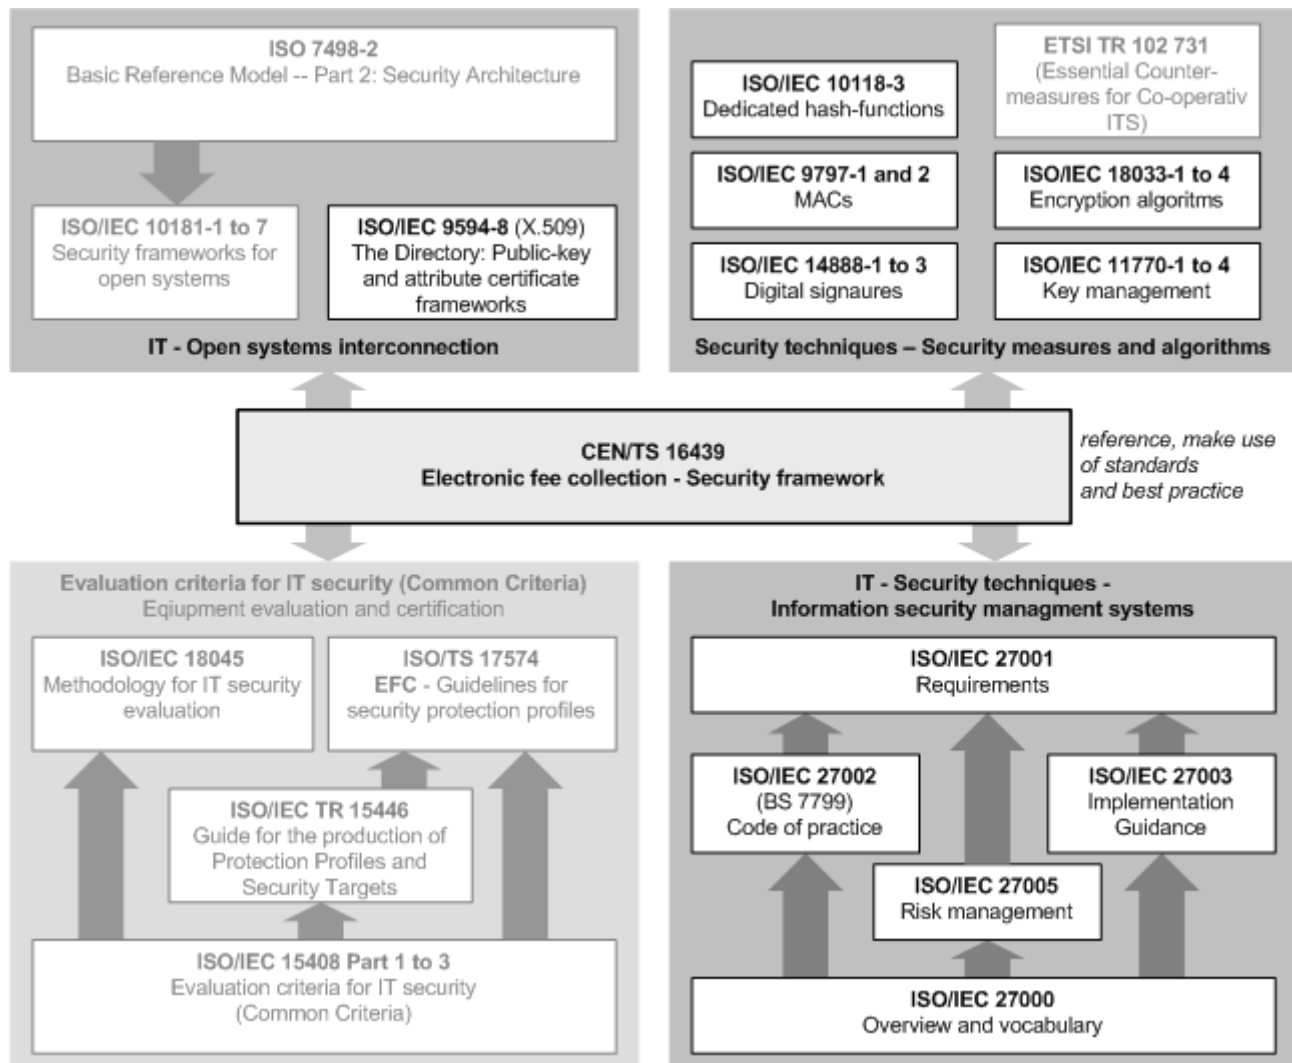 ISO 7498-2
Basic Reference Model -- Part 2: Security Architecture
ISO/IEC 10181-1 to 7
Security frameworks for
open systems
ISO/IEC 9594-8 (X.509)
The Directory: Public-key
and attribute certificate
frameworks
IT - Open systems interconnection
ISO/IEC 10118-3
Dedicated hash-functions
ETSI TR 102 731
(Essential Counter-
measures for Co-operativ
ITS)
ISO/IEC 9797-1 and 2
MACs
ISO/IEC 18033-1 to 4
Encryption algoritms
ISO/IEC 14888-1 to 3
Digital signaures
ISO/IEC 11770-1 to 4
Key management
Security techniques – Security measures and algorithms
CEN/TS 16439
Electronic fee collection - Security framework
reference, make use
of standards
and best practice
Evaluation criteria for IT security (Common Criteria)
Eqiupment evaluation and certification
ISO/IEC 18045
Methodology for IT security
evaluation
ISO/TS 17574
EFC - Guidelines for
security protection profiles
ISO/IEC TR 15446
Guide for the production of
Protection Profiles and
Security Targets
ISO/IEC 15408 Part 1 to 3
Evaluation criteria for IT security
(Common Criteria)
IT - Security techniques -
Information security managment systems
ISO/IEC 27001
Requirements
ISO/IEC 27002
(BS 7799)
Code of practice
ISO/IEC 27003
Implementation
Guidance
ISO/IEC 27005
Risk management
ISO/IEC 27000
Overview and vocabulary